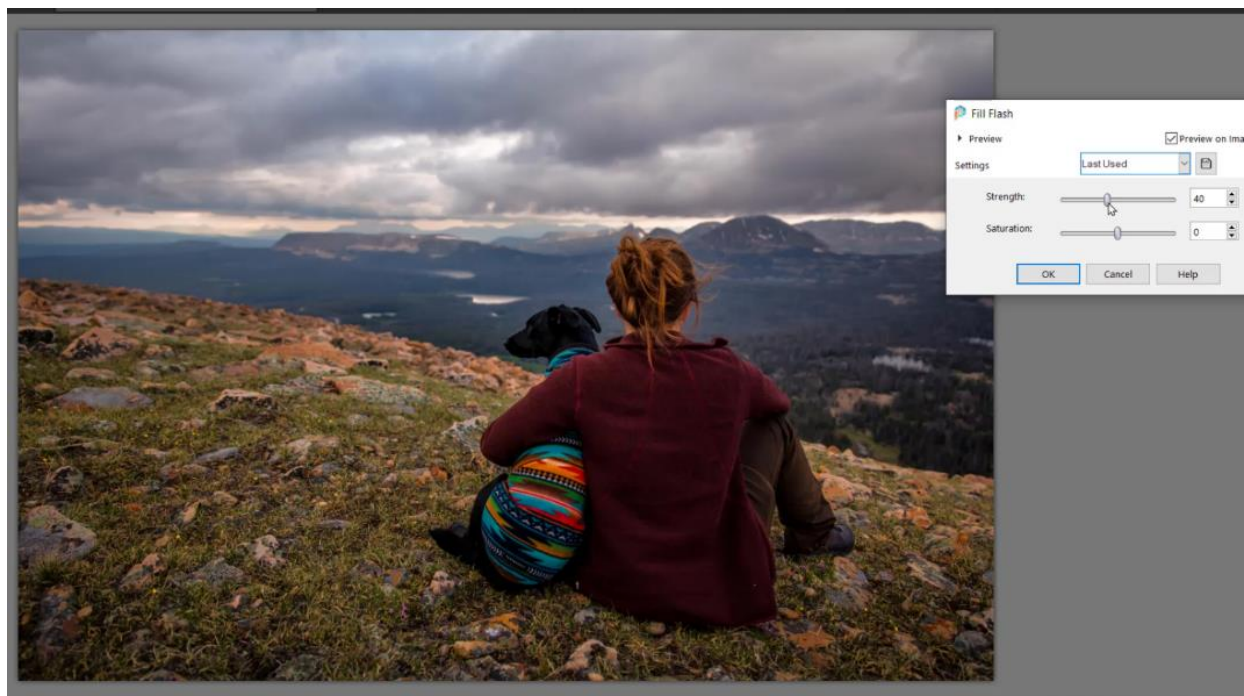 Fill Flash
Preview
Preview on Ima
Settings
Last Used
Strength:
40
Saturation:
0
OK
Cancel
Help